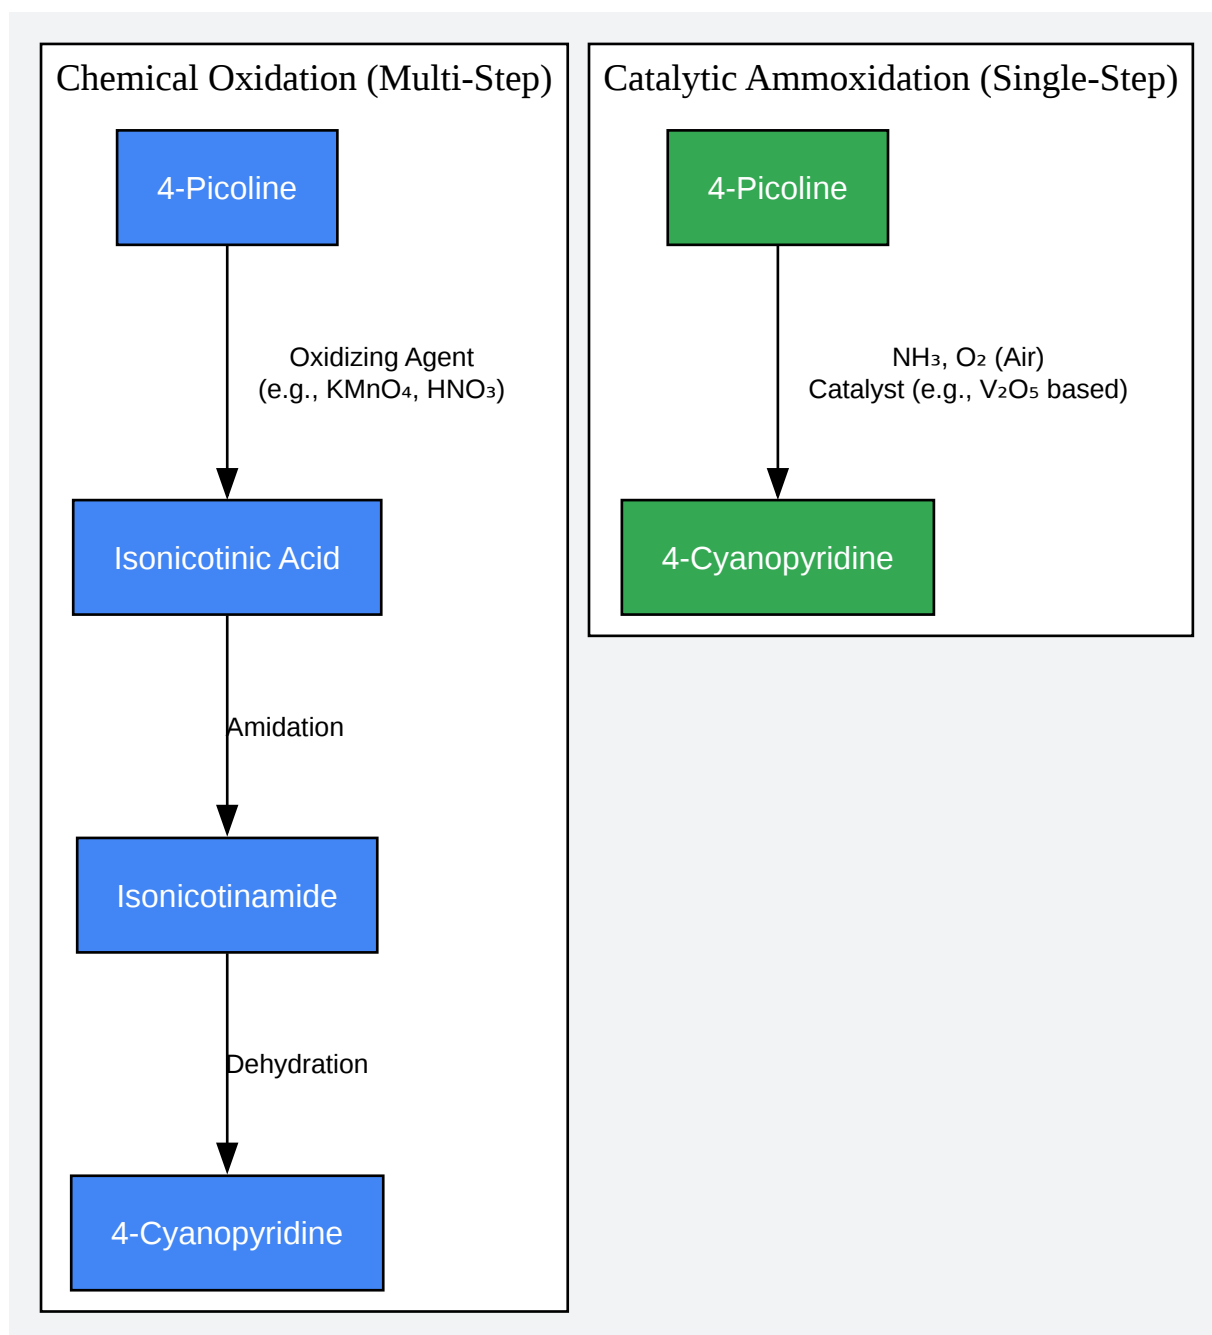 Chemical Oxidation (Multi-Step)
4-Picoline
Oxidizing Agent
(e.g., KMnO₄, HNO₃)
Isonicotinic Acid
Amidation
Isonicotinamide
Dehydration
4-Cyanopyridine
Catalytic Ammoxidation (Single-Step)
4-Picoline
NH₃, O₂ (Air)
Catalyst (e.g., V₂O₅ based)
4-Cyanopyridine